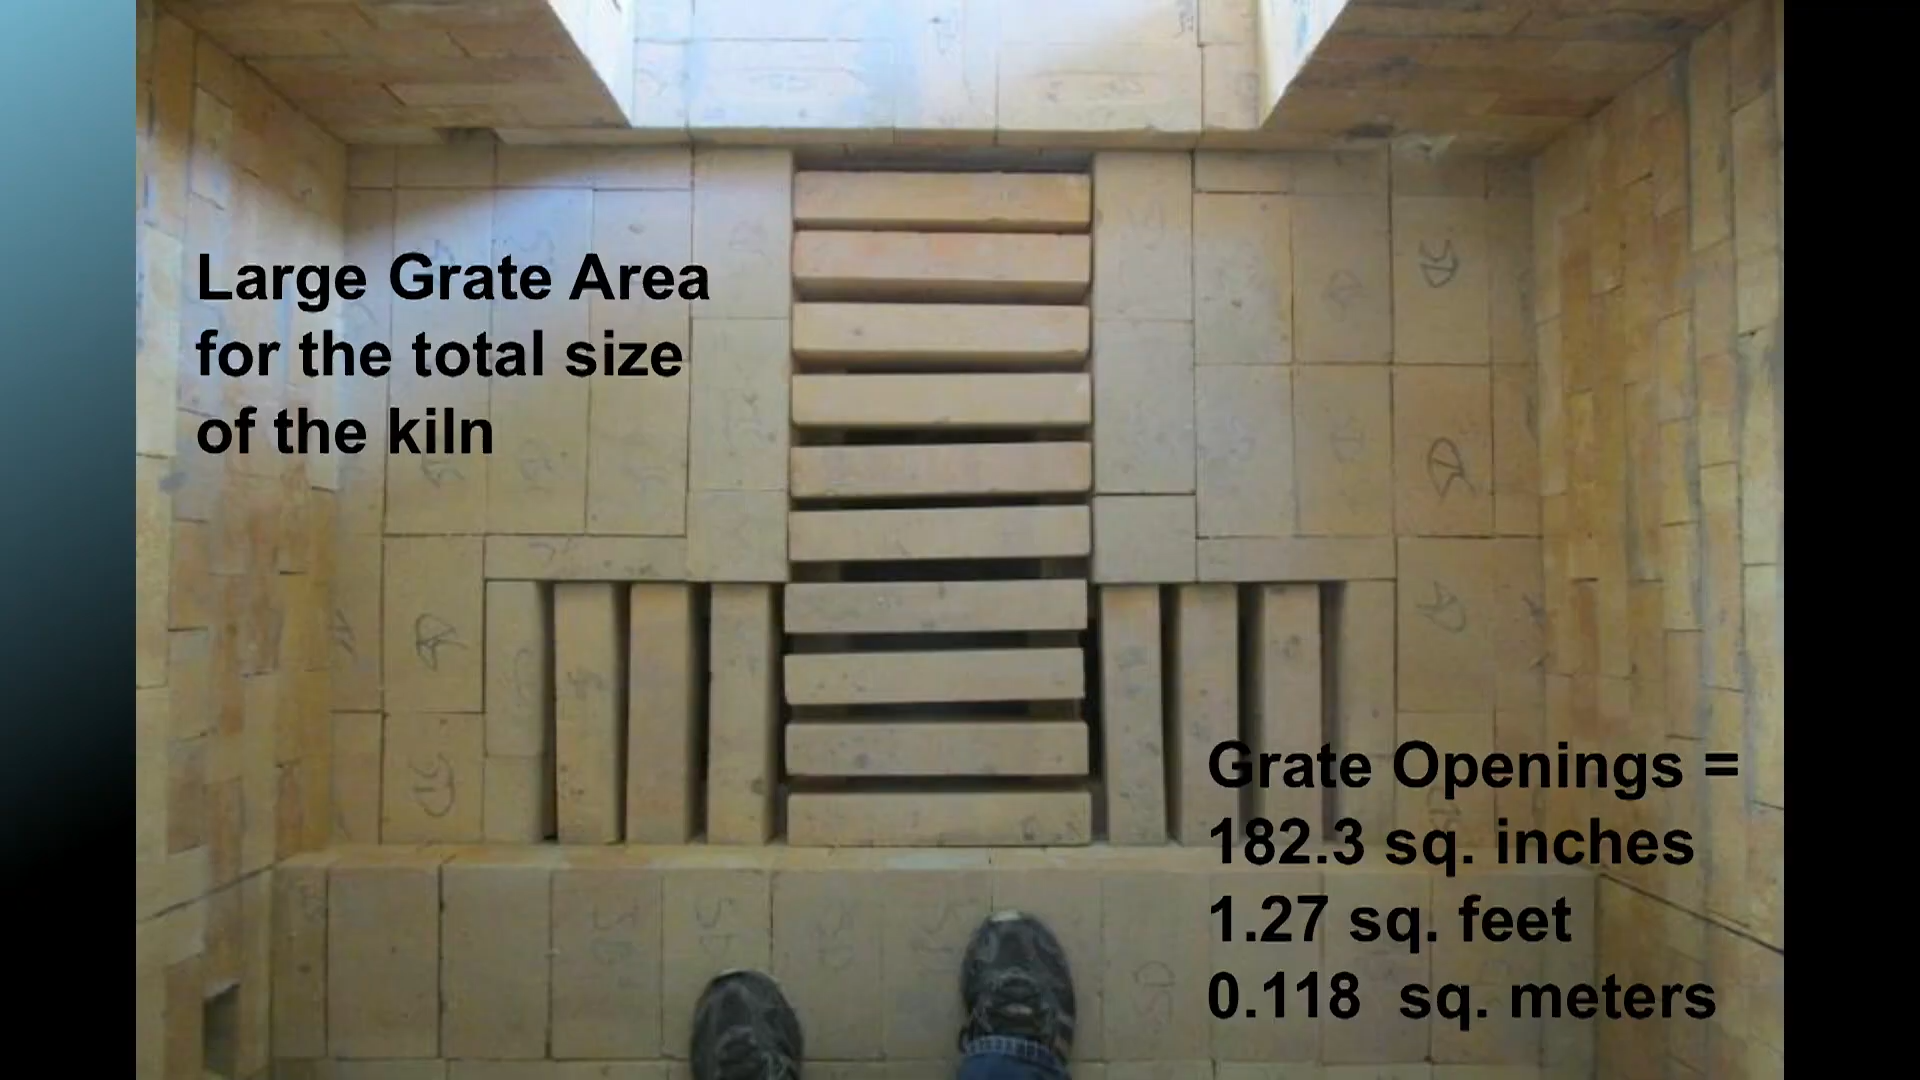 Large Grate Area
for the total size
of the kiln
Grate Openings =
182.3 sq. inches
1.27 sq. feet
0.118 sq. meters